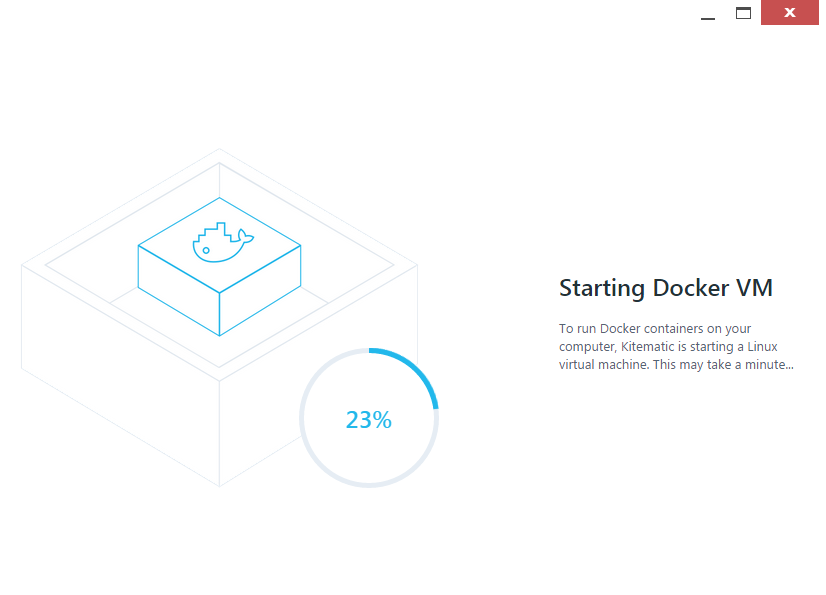 Starting Docker VM
To run Docker containers on your
computer, Kitematic is starting a Linux
virtual machine. This may take a minute...
23%